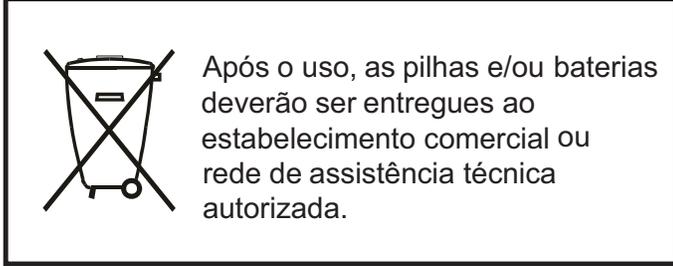 Após o uso, as pilhas e/ou baterias
deverão ser entregues ao
estabelecimento comercial ou
rede de assistência técnica
autorizada.